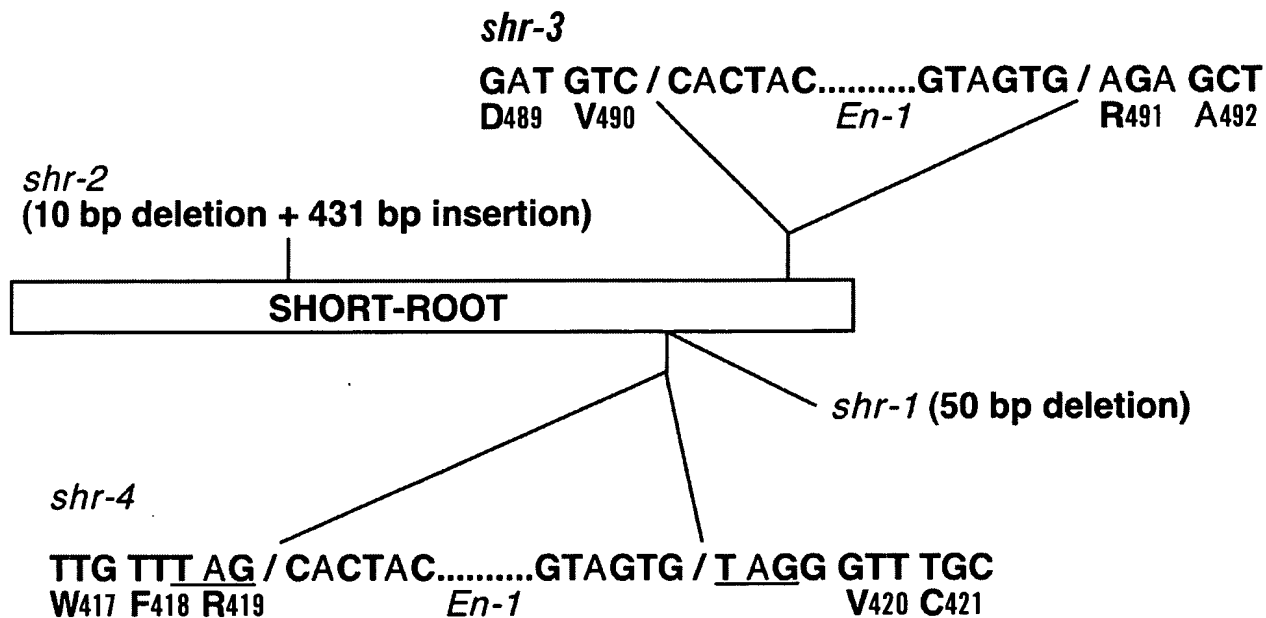 shr-3
GAT GTC / CACTAC..........GTAGTG / AGA GCT
D489 V490 En-1 R491 A492
shr-2
(10 bp deletion + 431 bp insertion)
SHORT-ROOT
shr-1 (50 bp deletion)
shr-4
TTG TTT AG / CACTAC..........GTAGTG / T AGG GTT TGC
W417 F418 R419 En-1 V420 C421